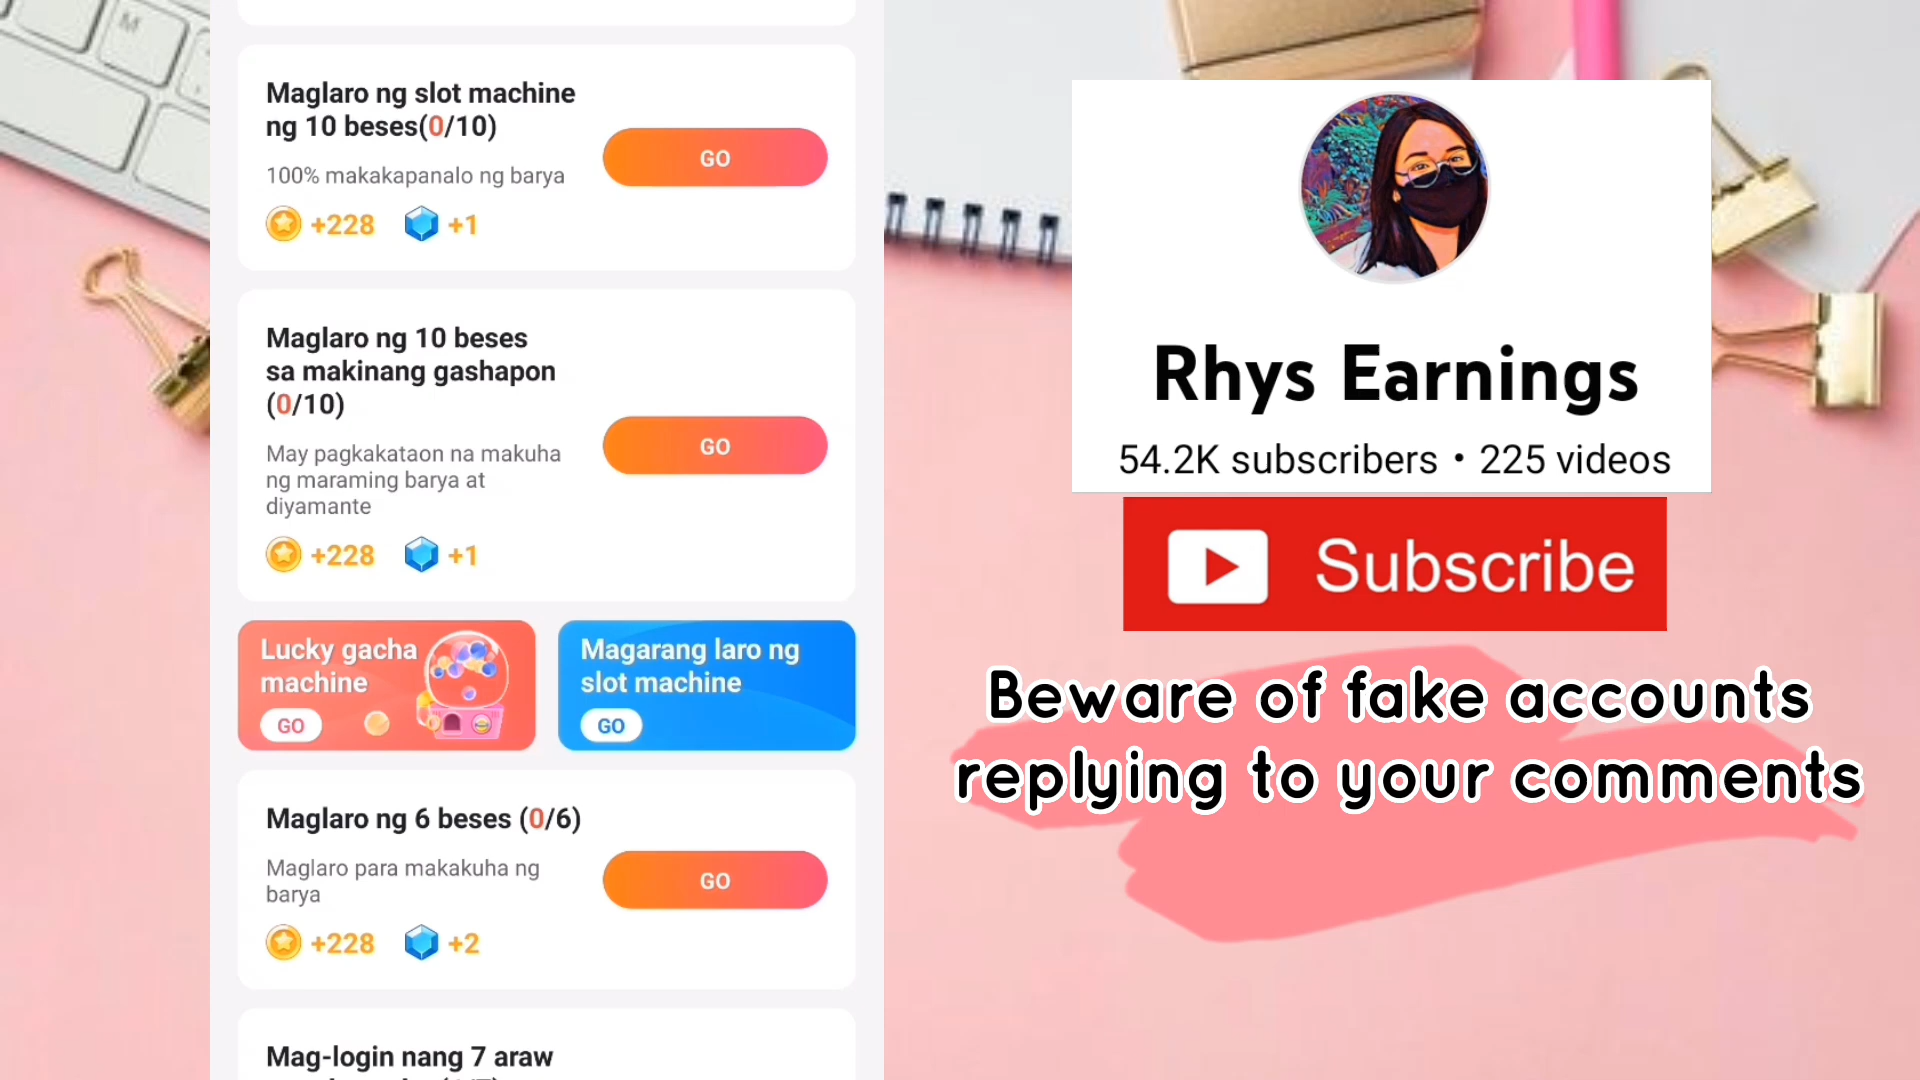 Maglaro ng slot machine
ng 10 beses(0/10)
GO
100% makakapanalo ng barya
+228 +1
Maglaro ng 10 beses
sa makinang gashapon
(0/10)
GO
May pagkakataon na makuha
ng maraming barya at
diyamante
+228 +1
Lucky gacha
machine
GO
Magarang laro ng
slot machine
GO
Maglaro ng 6 beses (0/6)
GO
Maglaro para makakuha ng
barya
+228 +2
Mag-login nang 7 araw
Rhys Earnings
54.2K subscribers • 225 videos
Subscribe
Beware of fake accounts
replying to your comments